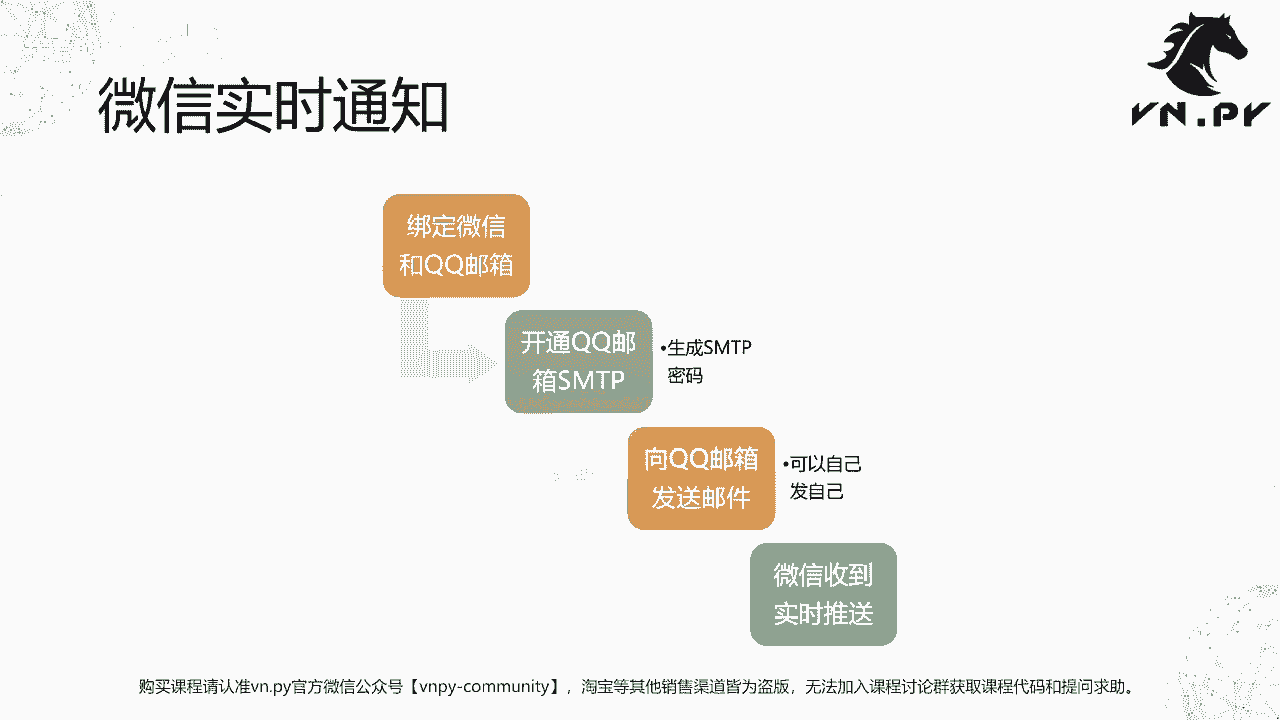 微信实时通知
VN.PY
绑定微信
和QQ邮箱
开通QQ邮
箱SMTP
•生成SMTP
密码
向QQ邮箱
发送邮件
•可以自己
发自己
微信收到
实时推送
购买课程请认准vn.py官方微信公众号【vnpy-community】，淘宝等其他销售渠道皆为盗版，无法加入课程讨论群获取课程代码和提问求助。